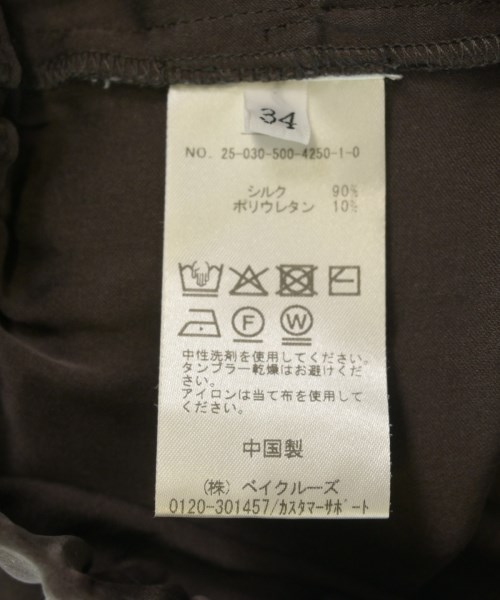 34
NO. 25-030-500-4250-1-0
シルク 90%
ポリウレタン 10%
F W
中性洗剤を使用してください。
タンブラー乾燥はお避けくだ
さい。
アイロンは当て布を使用して
ください。
中国製
(株) ベイクルーズ
0120-301457/カスタマーサポート